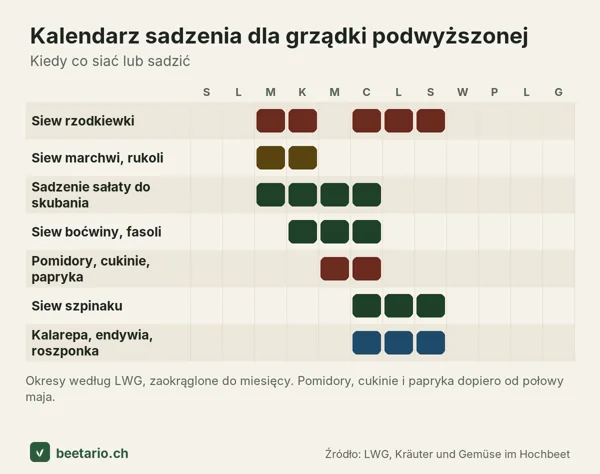 Kalendarz sadzenia dla grządki podwyższonej
Kiedy co siać lub sadzić
S L M K M C L S W P L G
Siew rzodkiewki
Siew marchwi, rukoli
Sadzenie sałaty do
skubania
Siew boćwiny, fasoli
Pomidory, cukinie,
papryka
Siew szpinaku
Kalarepa, endywia,
roszponka
Okresy według LWG, zaokrąglone do miesięcy. Pomidory, cukinie i papryka dopiero od połowy
maja.
beetario.ch
Źródło: LWG, Kräuter und Gemüse im Hochbeet